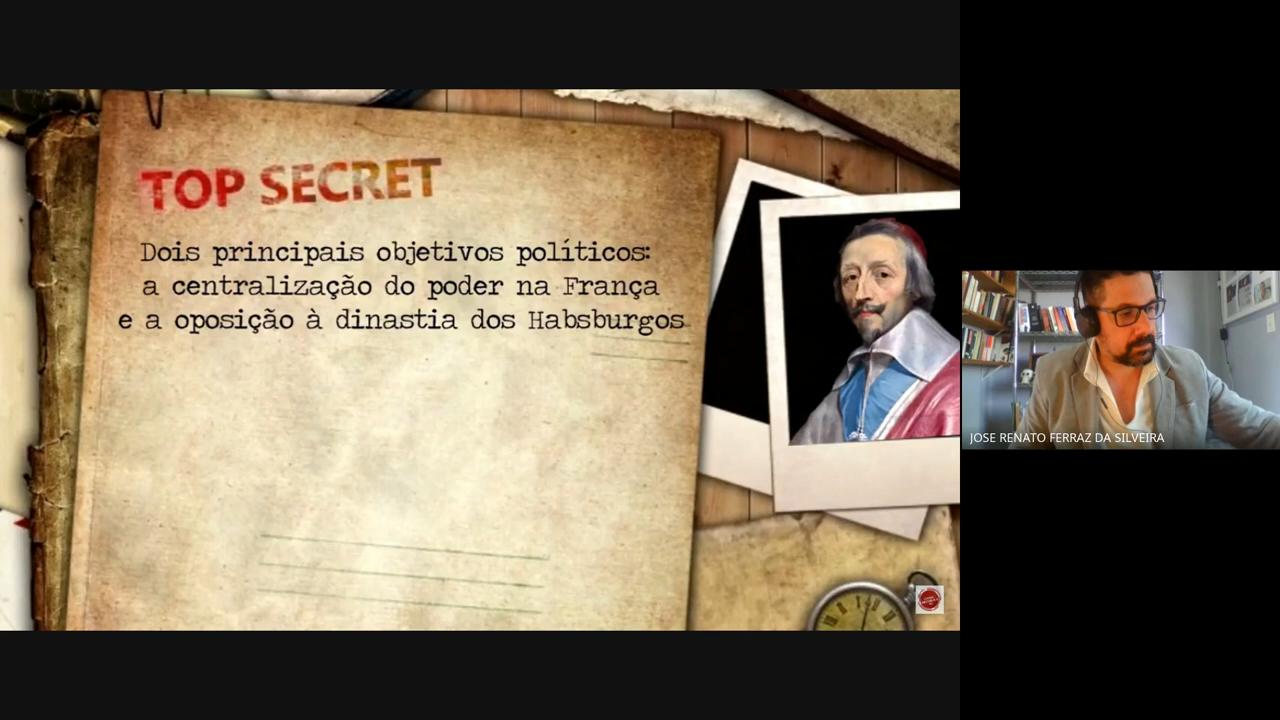 TOP SECRET
Dois principais objetivos políticos:
a centralização do poder na França
e a oposição à dinastia dos Habsburgos
JOSE RENATO FERRAZ DA SILVEIRA